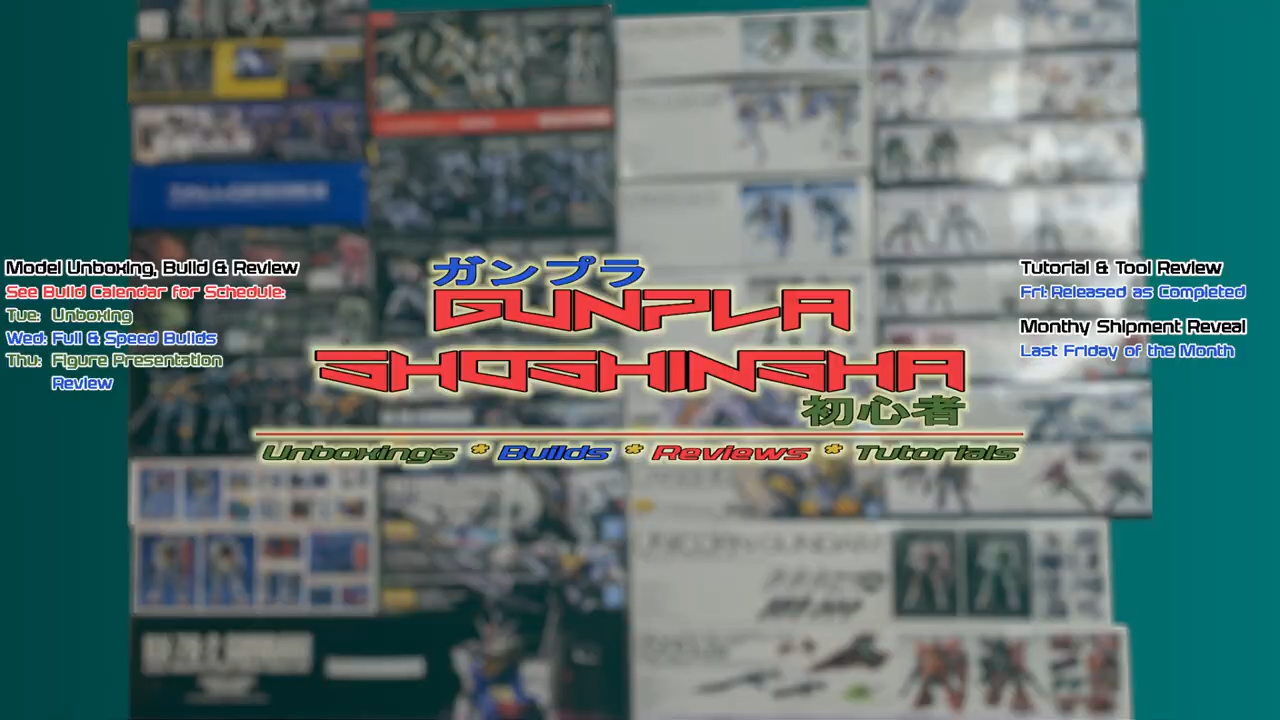 Model Unboxing, Build & Review
See Build Calendar for Schedule:
Tue: Unboxing
Wed: Full & Speed Builds
Thu: Figure Presentation
Review
ガンプラ
GUNPLA
SHOSHINSHA
初心者
Unboxings * Builds * Reviews * Tutorials
Tutorial & Tool Review
Fri: Released as Completed
Monthy Shipment Reveal
Last Friday of the Month